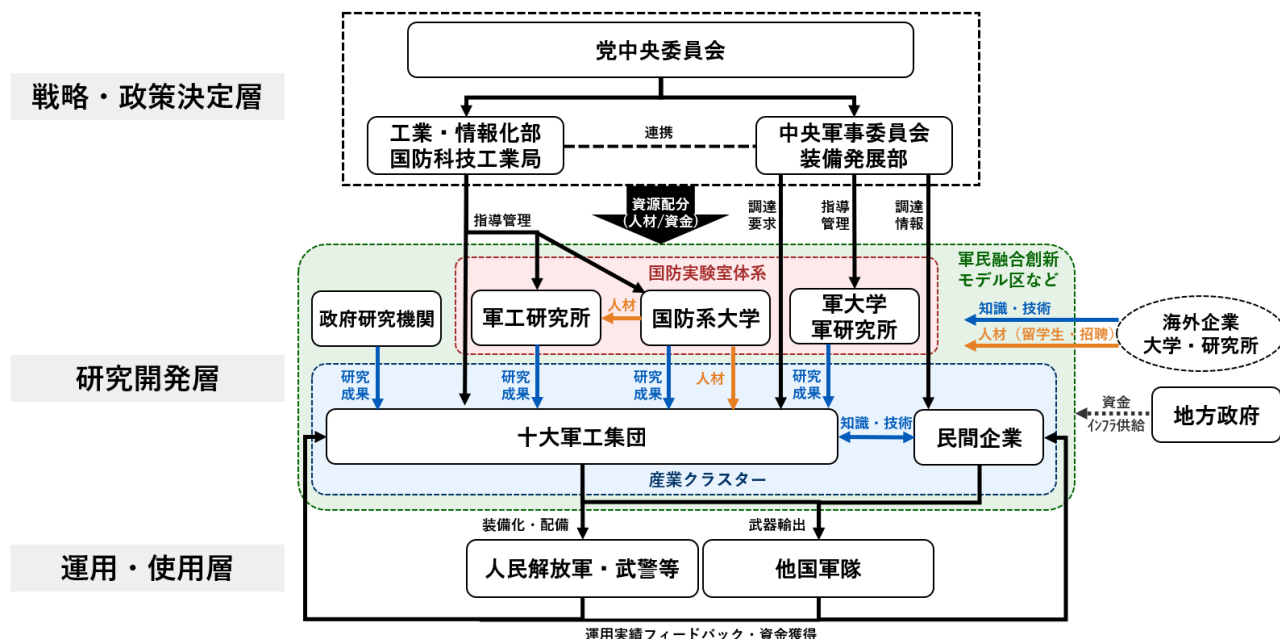 党中央委員会
戦略・政策決定層
工業・情報化部
国防科技工業局
連携
中央軍事委員会
装備発展部
資源配分
(人材/資金)
指導管理
調達
要求
指導
管理
調達
情報
軍民融合創新
モデル区など
国防実験室体系
政府研究機関
軍工研究所
人材
国防系大学
軍大学
軍研究所
知識・技術
人材（留学生・招聘）
海外企業
大学・研究所
研究開発層
研究
成果
研究
成果
研究
成果
人材
研究
成果
資金
インフラ供給
地方政府
十大軍工集団
知識・技術
民間企業
産業クラスター
装備化・配備
武器輸出
運用・使用層
人民解放軍・武警等
他国軍隊
運用実績フィードバック・資金獲得